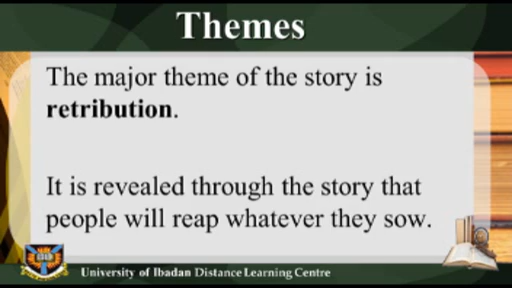 Themes
The major theme of the story is
retribution.
It is revealed through the story that
people will reap whatever they sow.
University of Ibadan Distance Learning Centre